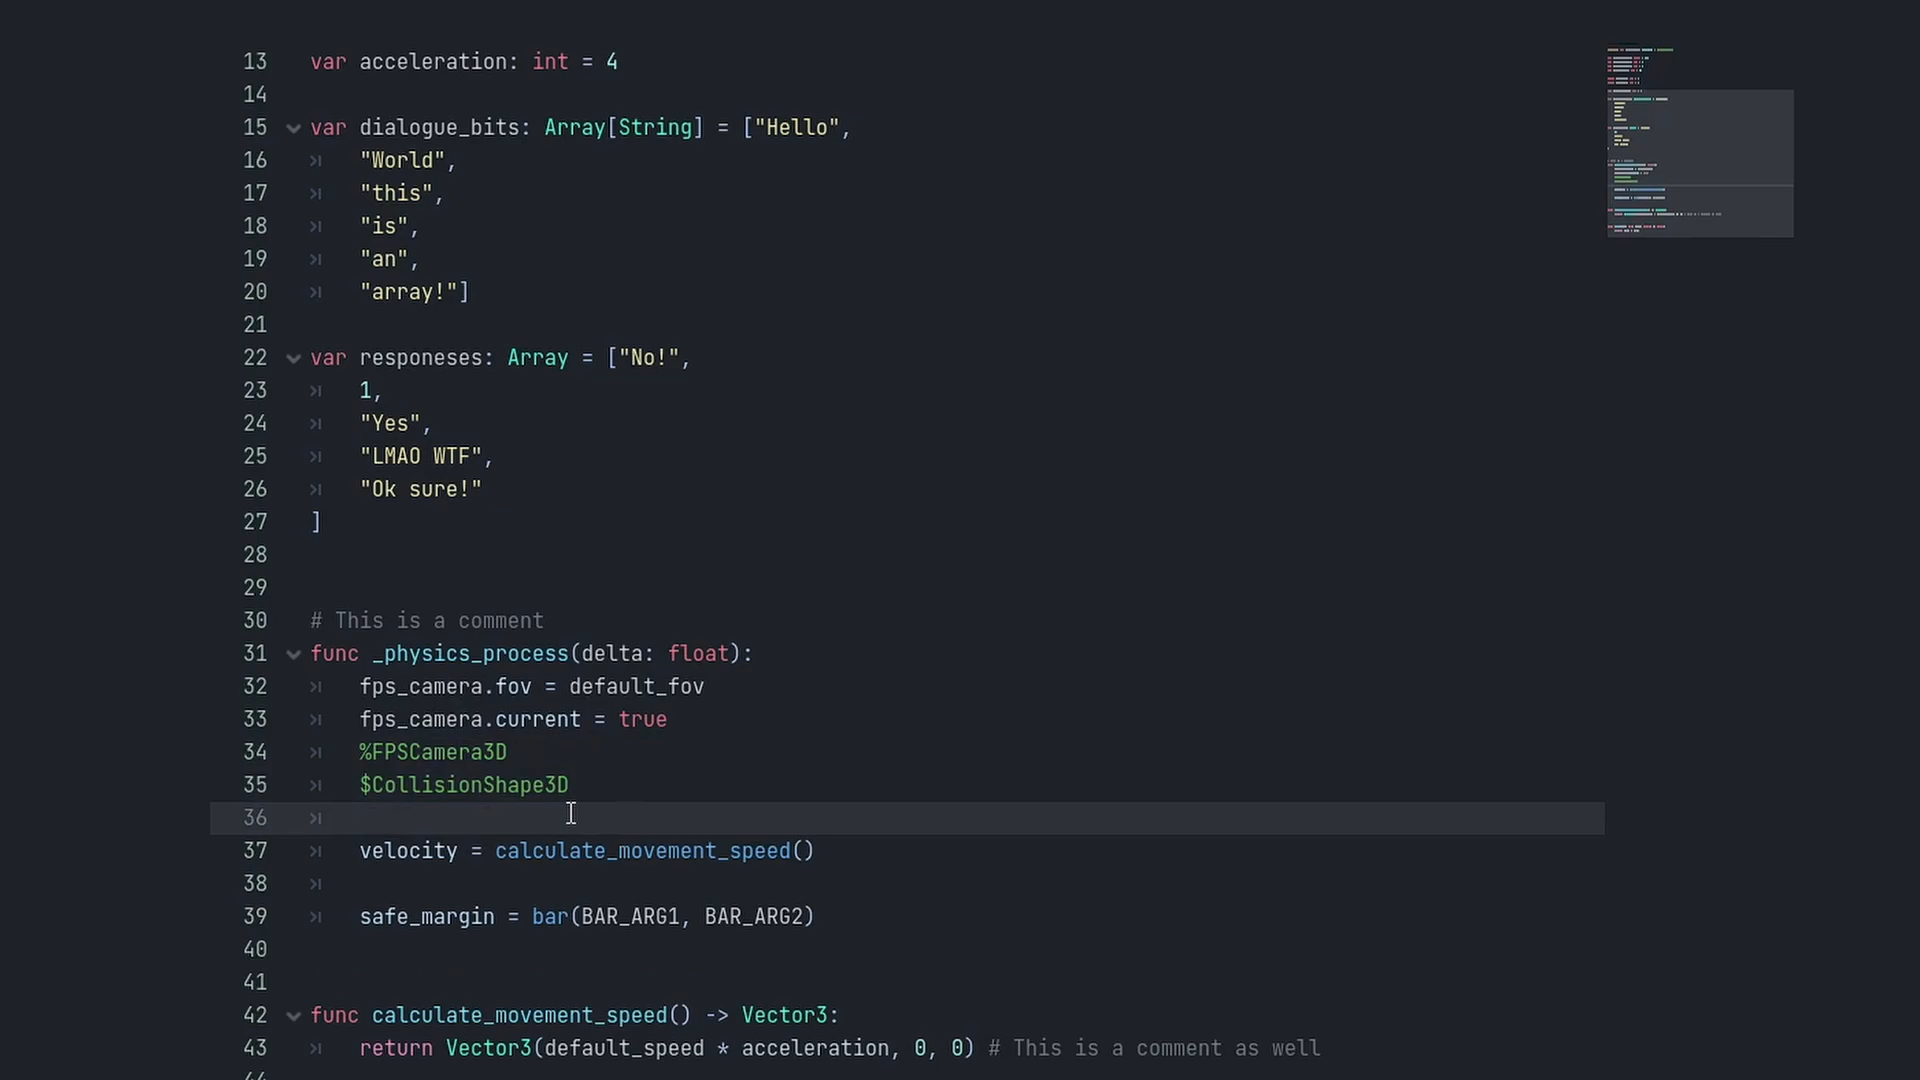 13 var acceleration: int = 4
14
15 var dialogue_bits: Array[String] = ["Hello",
16 "World",
17 "this",
18 "is",
19 "an",
20 "array!"]
21
22 var responeses: Array = ["No!",
23 1,
24 "Yes",
25 "LMAO WTF",
26 "Ok sure!"
27 ]
28
29
30 # This is a comment
31 func _physics_process(delta: float):
32 fps_camera.fov = default_fov
33 fps_camera.current = true
34 %FPSCamera3D
35 $CollisionShape3D
36
37 velocity = calculate_movement_speed()
38
39 safe_margin = bar(BAR_ARG1, BAR_ARG2)
40
41
42 func calculate_movement_speed() -> Vector3:
43 return Vector3(default_speed * acceleration, 0, 0) # This is a comment as well